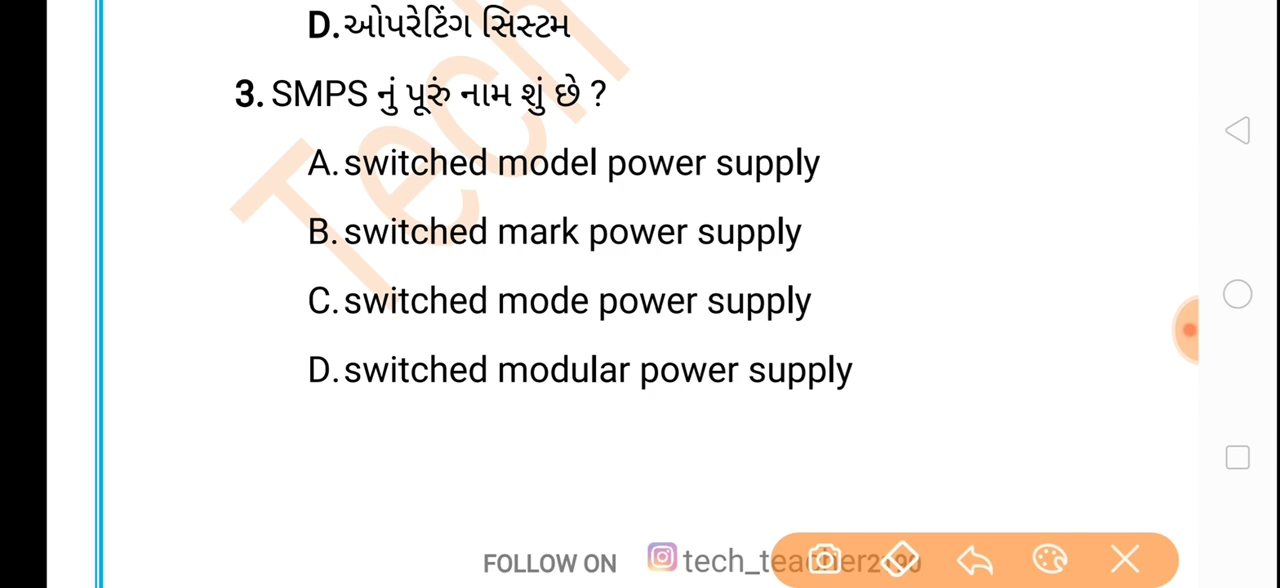 D. ઓપરેટિંગ સિસ્ટમ
3. SMPS નું પૂરું નામ શું છે ?
A. switched model power supply
B. switched mark power supply
C. switched mode power supply
D. switched modular power supply
Tech
FOLLOW ON